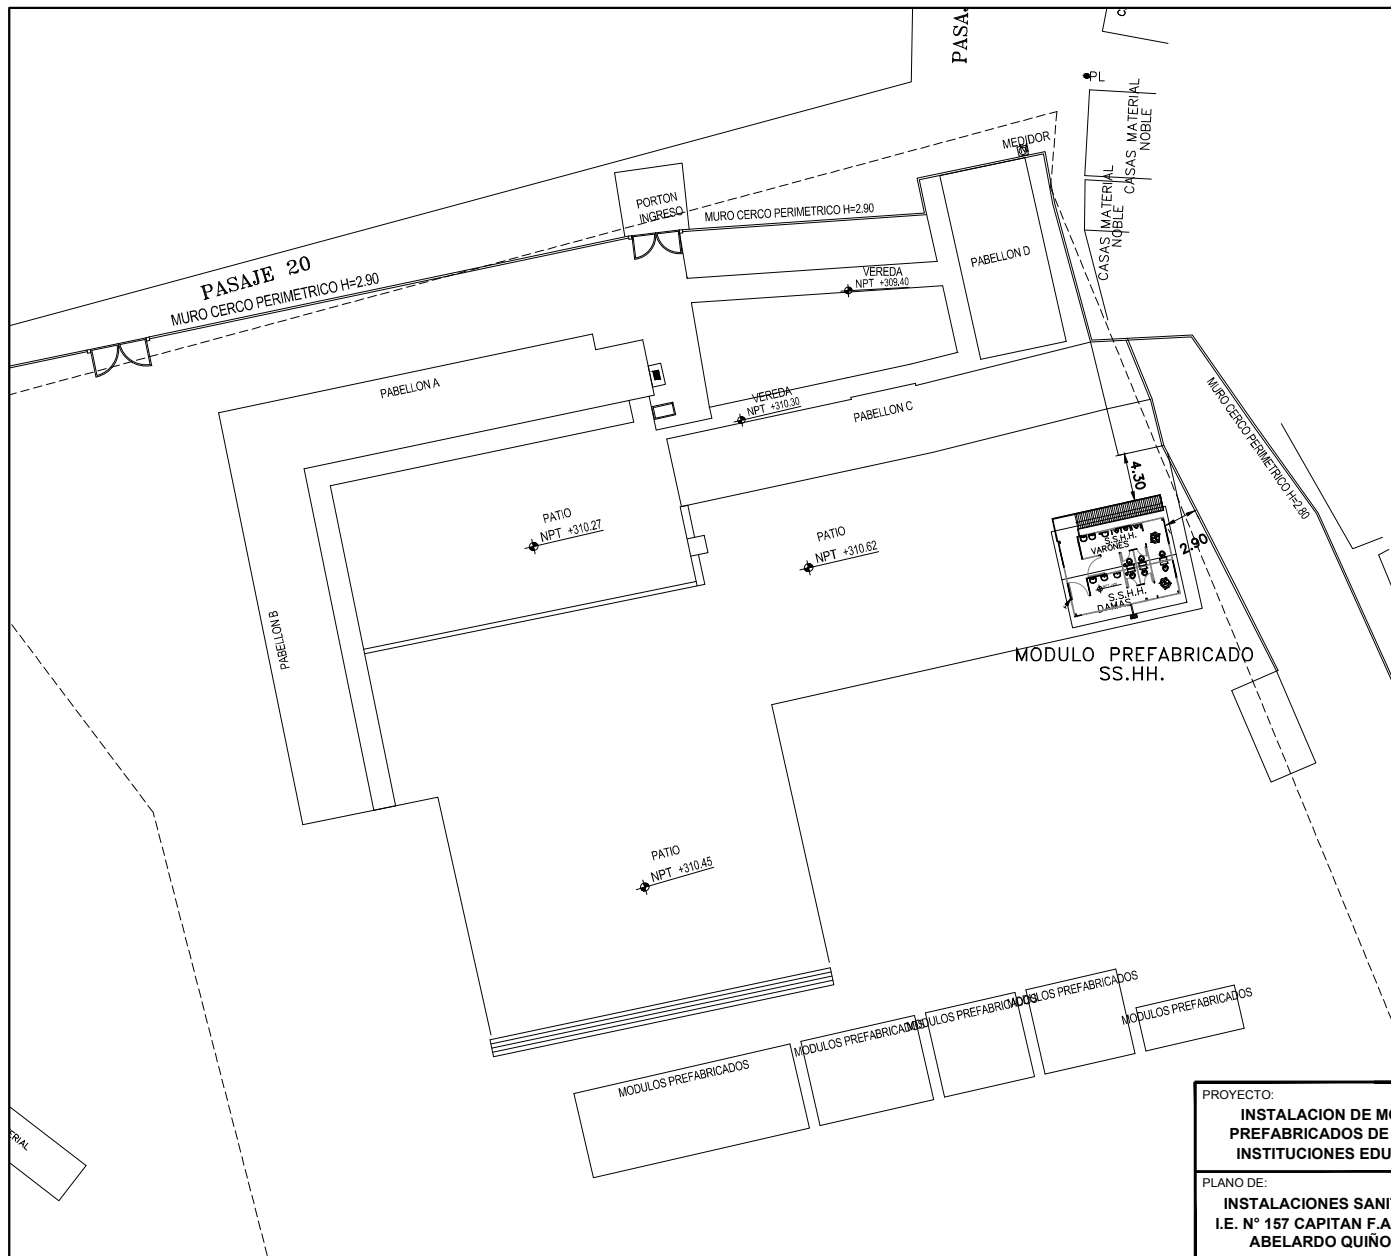 PASAJ
PL
CASAS MATERIAL
NOBLE
CASAS MATERIAL
NOBLE
MEDIDOR
PORTON
INGRESO
MURO CERCO PERIMETRICO H=2.90
PABELLON D
PASAJE 20
MURO CERCO PERIMETRICO H=2.90
VEREDA
NPT +309.40
PABELLON A
VEREDA
NPT +310.30
PABELLON C
MURO CERCO PERIMETRICO H=2.80
4.30
PATIO
NPT +310.27
PATIO
NPT +310.62
S.S.H.H.
VARONES
2.90
S.S.H.H.
DAMAS
PABELLON B
MODULO PREFABRICADO
SS.HH.
PATIO
NPT +310.45
MODULOS PREFABRICADOS
MODULOS PREFABRICADOS
MODULOS PREFABRICADOS
MODULOS PREFABRICADOS
MODULOS PREFABRICADOS
ERIAL
PROYECTO:
INSTALACION DE MO
PREFABRICADOS DE
INSTITUCIONES EDU
PLANO DE:
INSTALACIONES SANI
I.E. N° 157 CAPITAN F.A
ABELARDO QUIÑO